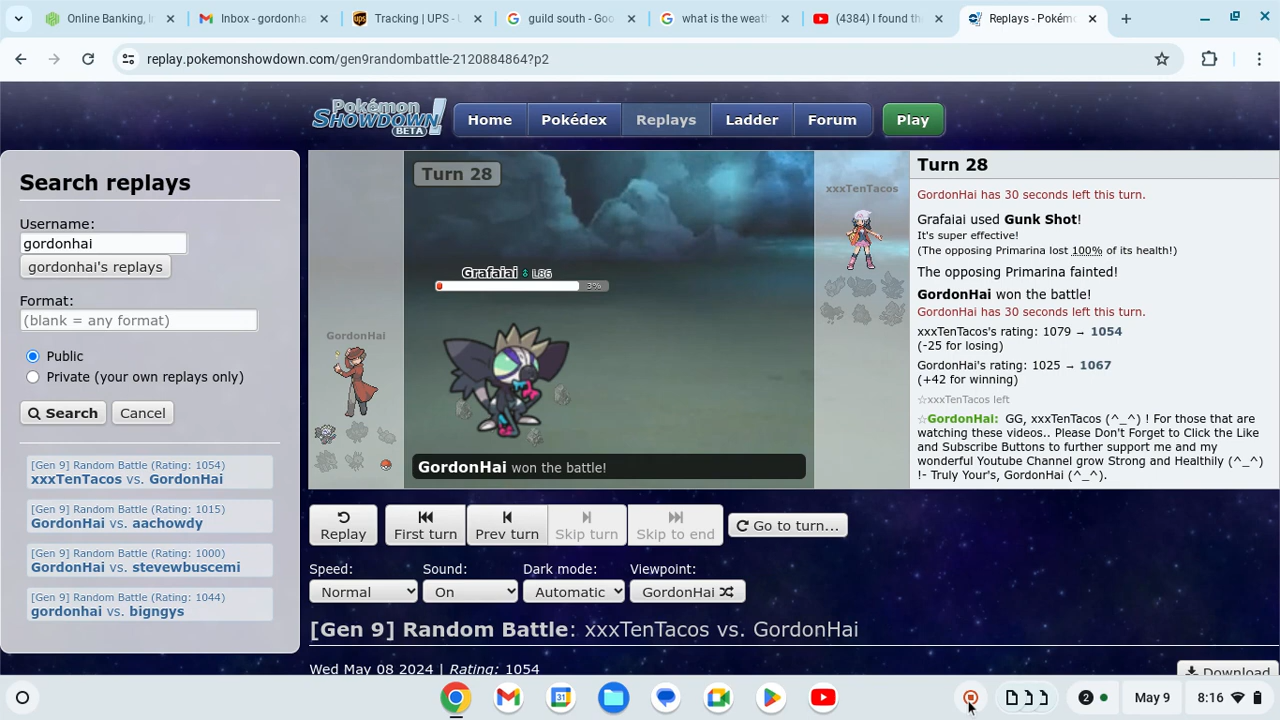 Online Banking, I
Inbox - gordonha
Tracking | UPS - U
guild south - Goo
what is the weat
(4384) I found th
Replays - Pokém
replay.pokemonshowdown.com/gen9randombattle-2120884864?p2
Pokémon
SHOWDOWN!
BETA
Home
Pokédex
Replays
Ladder
Forum
Play
Search replays
Username:
gordonhai
gordonhai's replays
Format:
(blank = any format)
Public
Private (your own replays only)
Search
Cancel
[Gen 9] Random Battle (Rating: 1054)
xxxTenTacos vs. GordonHai
[Gen 9] Random Battle (Rating: 1015)
GordonHai vs. aachowdy
[Gen 9] Random Battle (Rating: 1000)
GordonHai vs. stevewbuscemi
[Gen 9] Random Battle (Rating: 1044)
gordonhai vs. bigngys
Turn 28
GordonHai
Grafaiai ♂ L86
3%
xxxTenTacos
GordonHai won the battle!
Turn 28
GordonHai has 30 seconds left this turn.
Grafaiai used Gunk Shot!
It's super effective!
(The opposing Primarina lost 100% of its health!)
The opposing Primarina fainted!
GordonHai won the battle!
GordonHai has 30 seconds left this turn.
xxxTenTacos's rating: 1079 → 1054
(-25 for losing)
GordonHai's rating: 1025 → 1067
(+42 for winning)
☆xxxTenTacos left
☆GordonHai: GG, xxxTenTacos (^_^) ! For those that are
watching these videos.. Please Don't Forget to Click the Like
and Subscribe Buttons to further support me and my
wonderful Youtube Channel grow Strong and Healthily (^_^)
!- Truly Your's, GordonHai (^_^).
Replay
First turn
Prev turn
Skip turn
Skip to end
Go to turn...
Speed:
Sound:
Dark mode:
Viewpoint:
Normal
On
Automatic
GordonHai
[Gen 9] Random Battle: xxxTenTacos vs. GordonHai
Wed May 08 2024 | Rating: 1054
Download
31
2
May 9
8:16